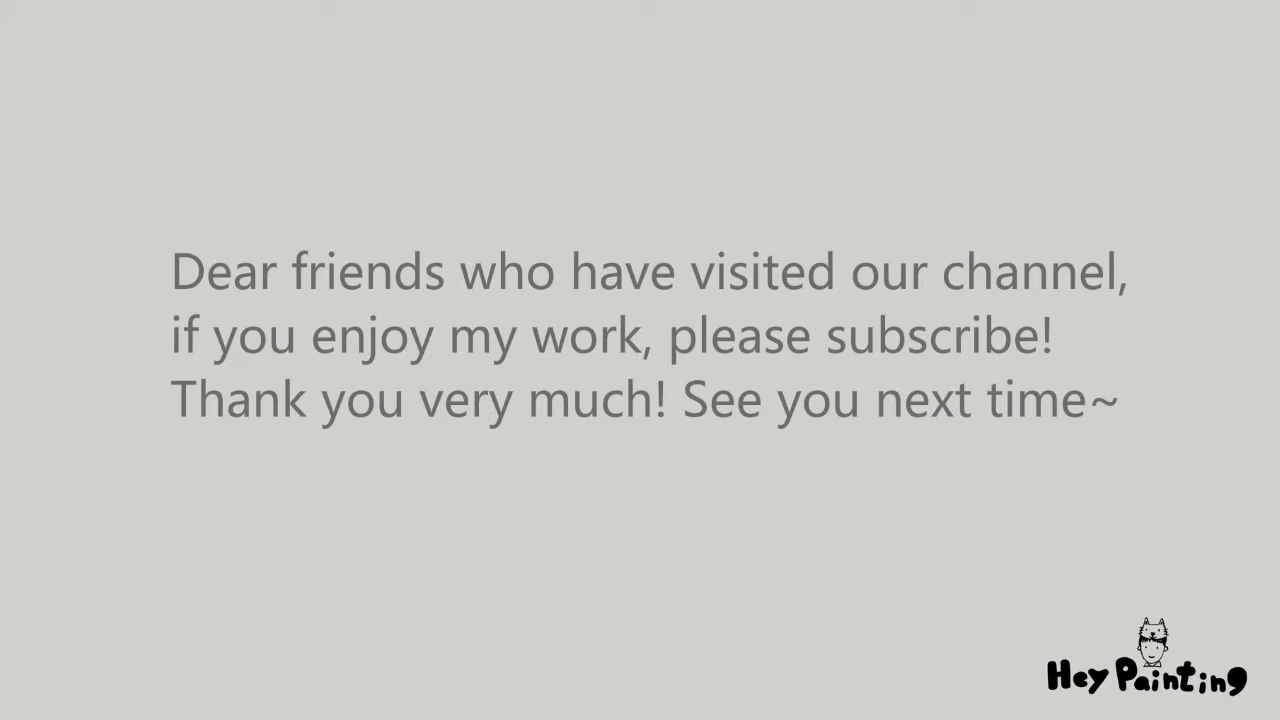 Dear friends who have visited our channel,
if you enjoy my work, please subscribe!
Thank you very much! See you next time~
Hey Painting